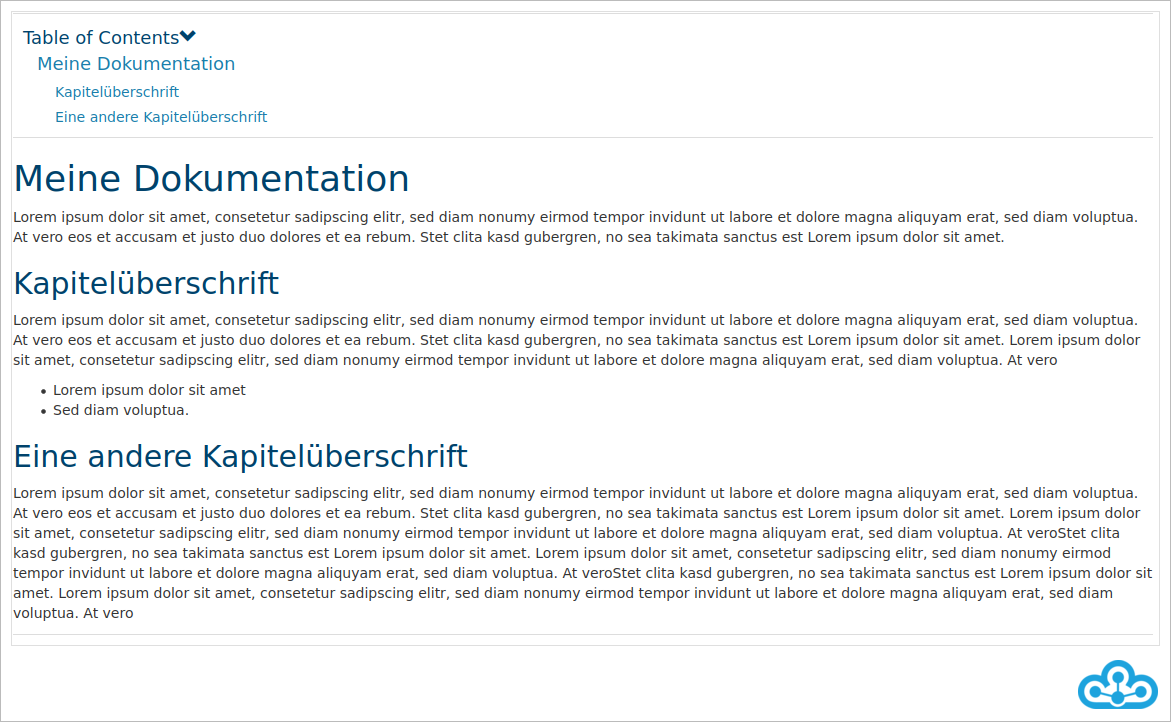 Table of Contents
Meine Dokumentation
Kapitelüberschrift
Eine andere Kapitelüberschrift
Meine Dokumentation
Lorem ipsum dolor sit amet, consetetur sadipscing elitr, sed diam nonumy eirmod tempor invidunt ut labore et dolore magna aliquyam erat, sed diam voluptua.
At vero eos et accusam et justo duo dolores et ea rebum. Stet clita kasd gubergren, no sea takimata sanctus est Lorem ipsum dolor sit amet.
Kapitelüberschrift
Lorem ipsum dolor sit amet, consetetur sadipscing elitr, sed diam nonumy eirmod tempor invidunt ut labore et dolore magna aliquyam erat, sed diam voluptua.
At vero eos et accusam et justo duo dolores et ea rebum. Stet clita kasd gubergren, no sea takimata sanctus est Lorem ipsum dolor sit amet. Lorem ipsum dolor
sit amet, consetetur sadipscing elitr, sed diam nonumy eirmod tempor invidunt ut labore et dolore magna aliquyam erat, sed diam voluptua. At vero
• Lorem ipsum dolor sit amet
• Sed diam voluptua.
Eine andere Kapitelüberschrift
Lorem ipsum dolor sit amet, consetetur sadipscing elitr, sed diam nonumy eirmod tempor invidunt ut labore et dolore magna aliquyam erat, sed diam voluptua.
At vero eos et accusam et justo duo dolores et ea rebum. Stet clita kasd gubergren, no sea takimata sanctus est Lorem ipsum dolor sit amet. Lorem ipsum dolor
sit amet, consetetur sadipscing elitr, sed diam nonumy eirmod tempor invidunt ut labore et dolore magna aliquyam erat, sed diam voluptua. At veroStet clita
kasd gubergren, no sea takimata sanctus est Lorem ipsum dolor sit amet. Lorem ipsum dolor sit amet, consetetur sadipscing elitr, sed diam nonumy eirmod
tempor invidunt ut labore et dolore magna aliquyam erat, sed diam voluptua. At veroStet clita kasd gubergren, no sea takimata sanctus est Lorem ipsum dolor sit
amet. Lorem ipsum dolor sit amet, consetetur sadipscing elitr, sed diam nonumy eirmod tempor invidunt ut labore et dolore magna aliquyam erat, sed diam
voluptua. At vero